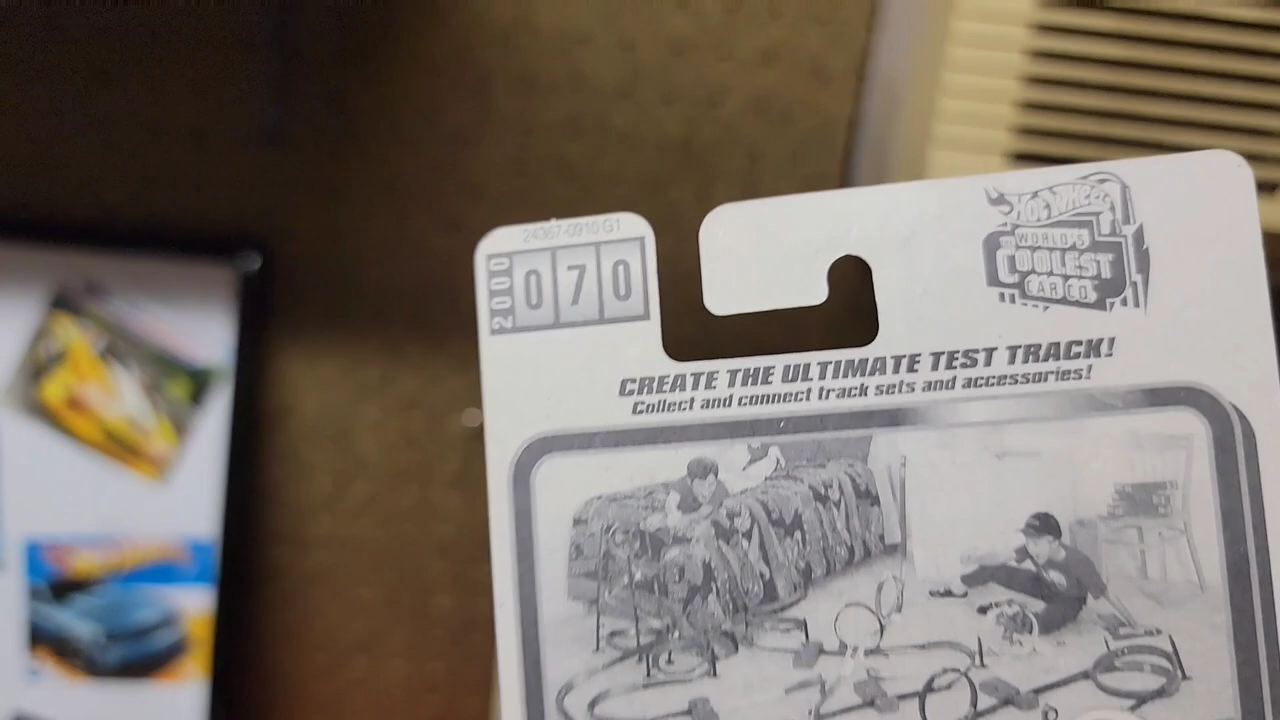 24367-0910 G1
2000
070
HOT WHEELS
WORLD'S
COOLEST
CAR CO.
CREATE THE ULTIMATE TEST TRACK!
Collect and connect track sets and accessories!